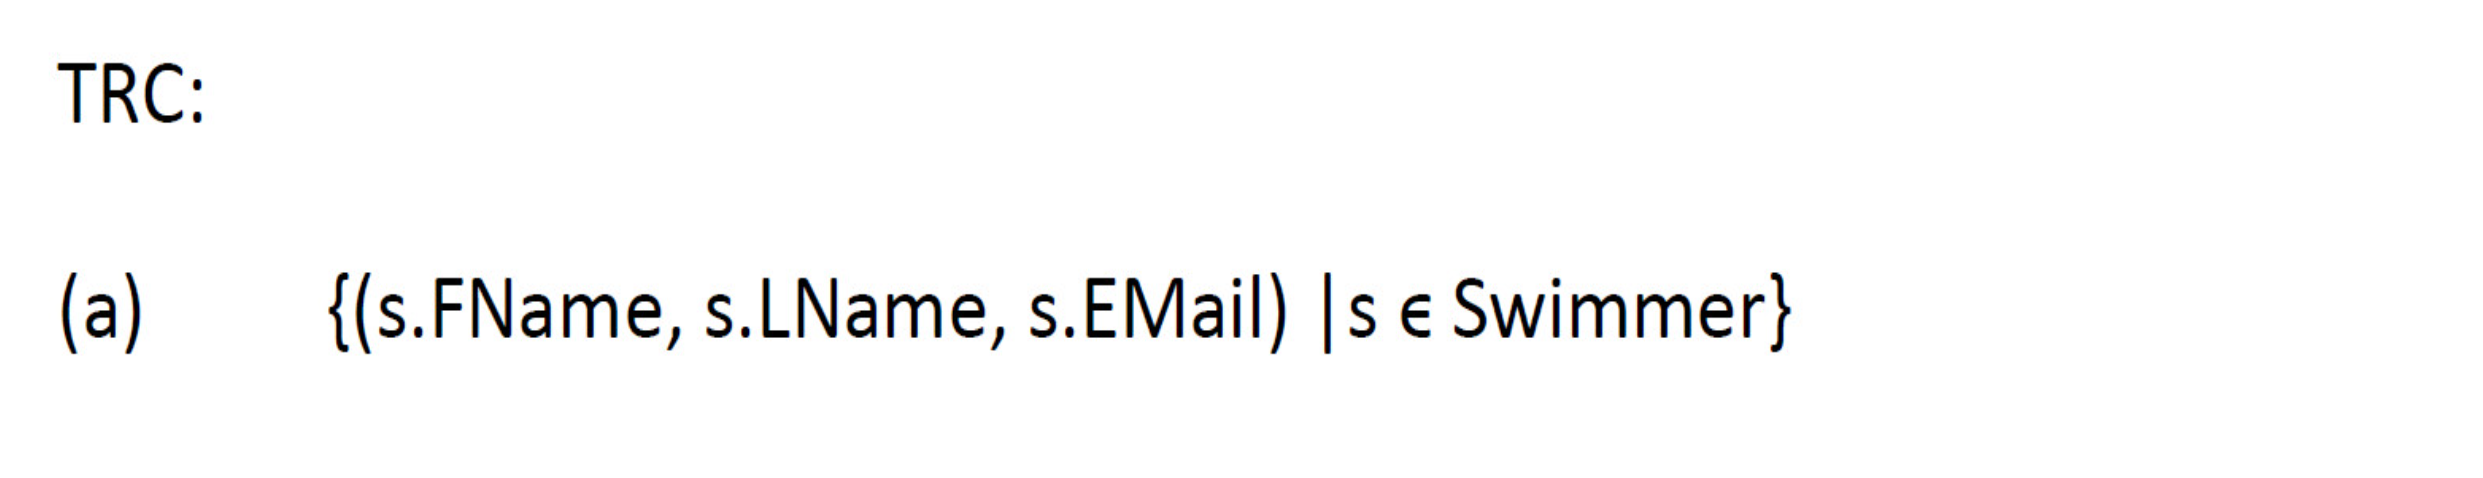 TRC:
(a) {(s.FName, s.LName, s.EMail) |s ϵ Swimmer}